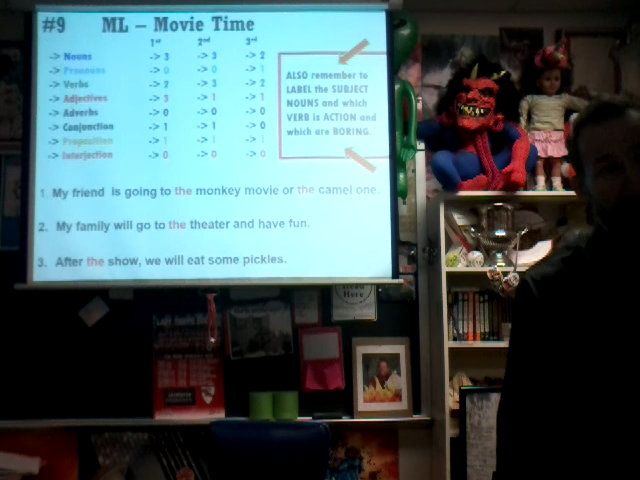 #9 ML – Movie Time
1st 2nd 3rd
-> Nouns -> 3 -> 3 -> 2
-> Pronouns -> 0 -> 0 -> 1
-> Verbs -> 2 -> 3 -> 2
-> Adjectives -> 3 -> 1 -> 1
-> Adverbs -> 0 -> 0 -> 0
-> Conjunction -> 1 -> 1 -> 0
-> Preposition -> 1 -> 1 -> 1
-> Interjection -> 0 -> 0 -> 0
ALSO remember to
LABEL the SUBJECT
NOUNS and which
VERB is ACTION and
which are BORING.
1. My friend is going to the monkey movie or the camel one.
2. My family will go to the theater and have fun.
3. After the show, we will eat some pickles.
Read
Here